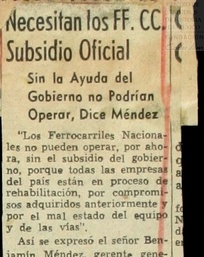 Necesitan los FF. CC.
Subsidio Oficial
Sin la Ayuda del
Gobierno no Podrían
Operar, Dice Méndez
"Los Ferrocarriles Naciona-
les no pueden operar, por aho-
ra, sin el subsidio del gobier-
no, porque todas las empresas
del país están en proceso de
rehabilitación, por compromi-
sos adquiridos anteriormente y
por el mal estado del equipo
y de las vías".
Así se expresó el señor Ben-
jamín Méndez, gerente gene-